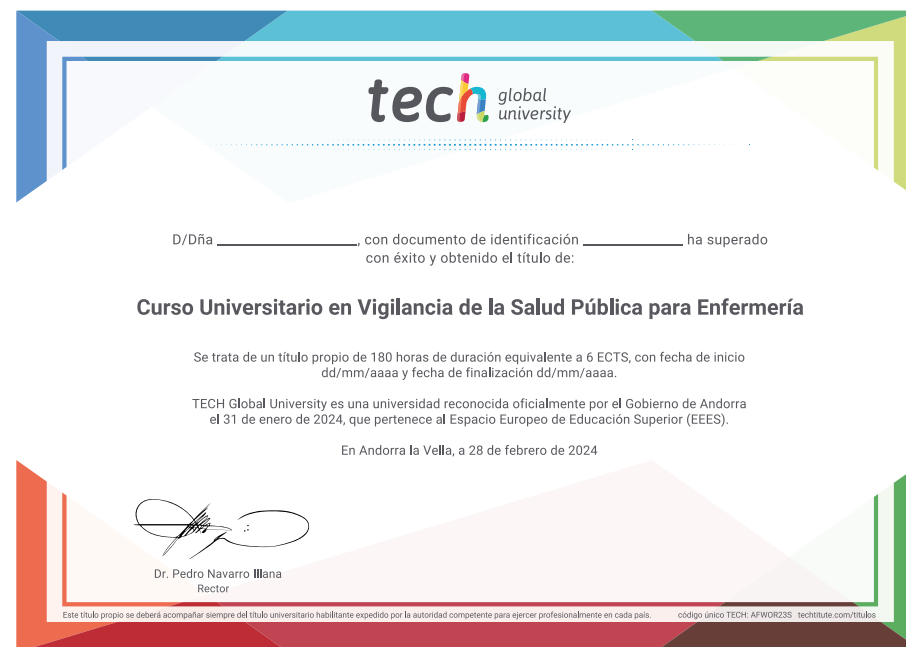 tech global university
D/Dña ____________, con documento de identificación ____________ ha superado
con éxito y obtenido el título de:
Curso Universitario en Vigilancia de la Salud Pública para Enfermería
Se trata de un título propio de 180 horas de duración equivalente a 6 ECTS, con fecha de inicio
dd/mm/aaaa y fecha de finalización dd/mm/aaaa.
TECH Global University es una universidad reconocida oficialmente por el Gobierno de Andorra
el 31 de enero de 2024, que pertenece al Espacio Europeo de Educación Superior (EEES).
En Andorra la Vella, a 28 de febrero de 2024
Dr. Pedro Navarro Illana
Rector
Este título propio se deberá acompañar siempre del título universitario habilitante expedido por la autoridad competente para ejercer profesionalmente en cada país. código único TECH: AFWOR23S techtitute.com/titulos